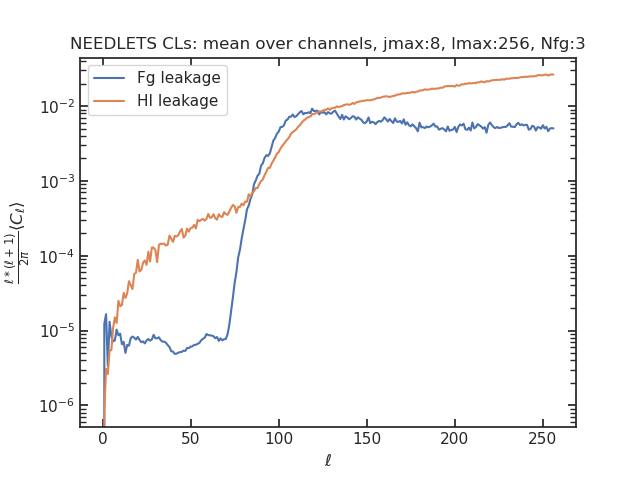 NEEDLETS CLs: mean over channels, jmax:8, lmax:256, Nfg:3
Fg leakage
HI leakage
10⁻²
10⁻³
10⁻⁴
10⁻⁵
10⁻⁶
ℓ*(ℓ+1)/2π ⟨Cℓ⟩
0 50 100 150 200 250
ℓ